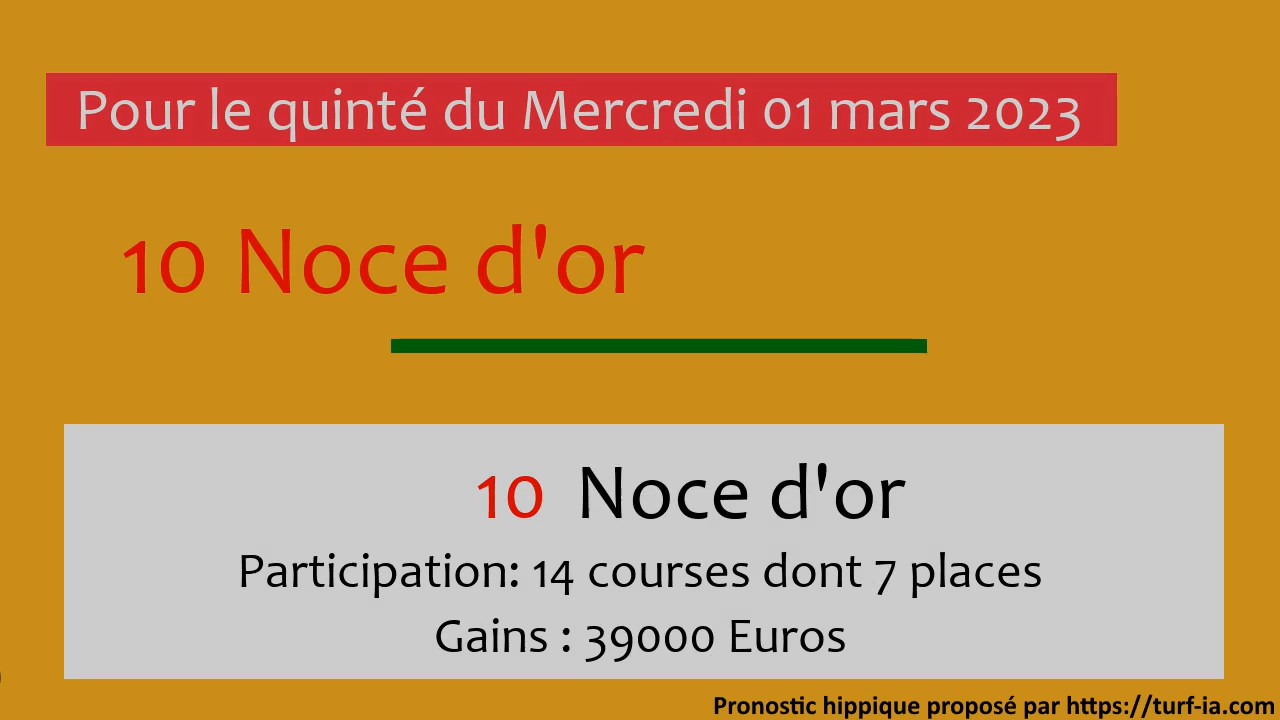 Pour le quinté du Mercredi 01 mars 2023
10 Noce d'or
10 Noce d'or
Participation: 14 courses dont 7 places
Gains : 39000 Euros
Pronostic hippique proposé par https://turf-ia.com